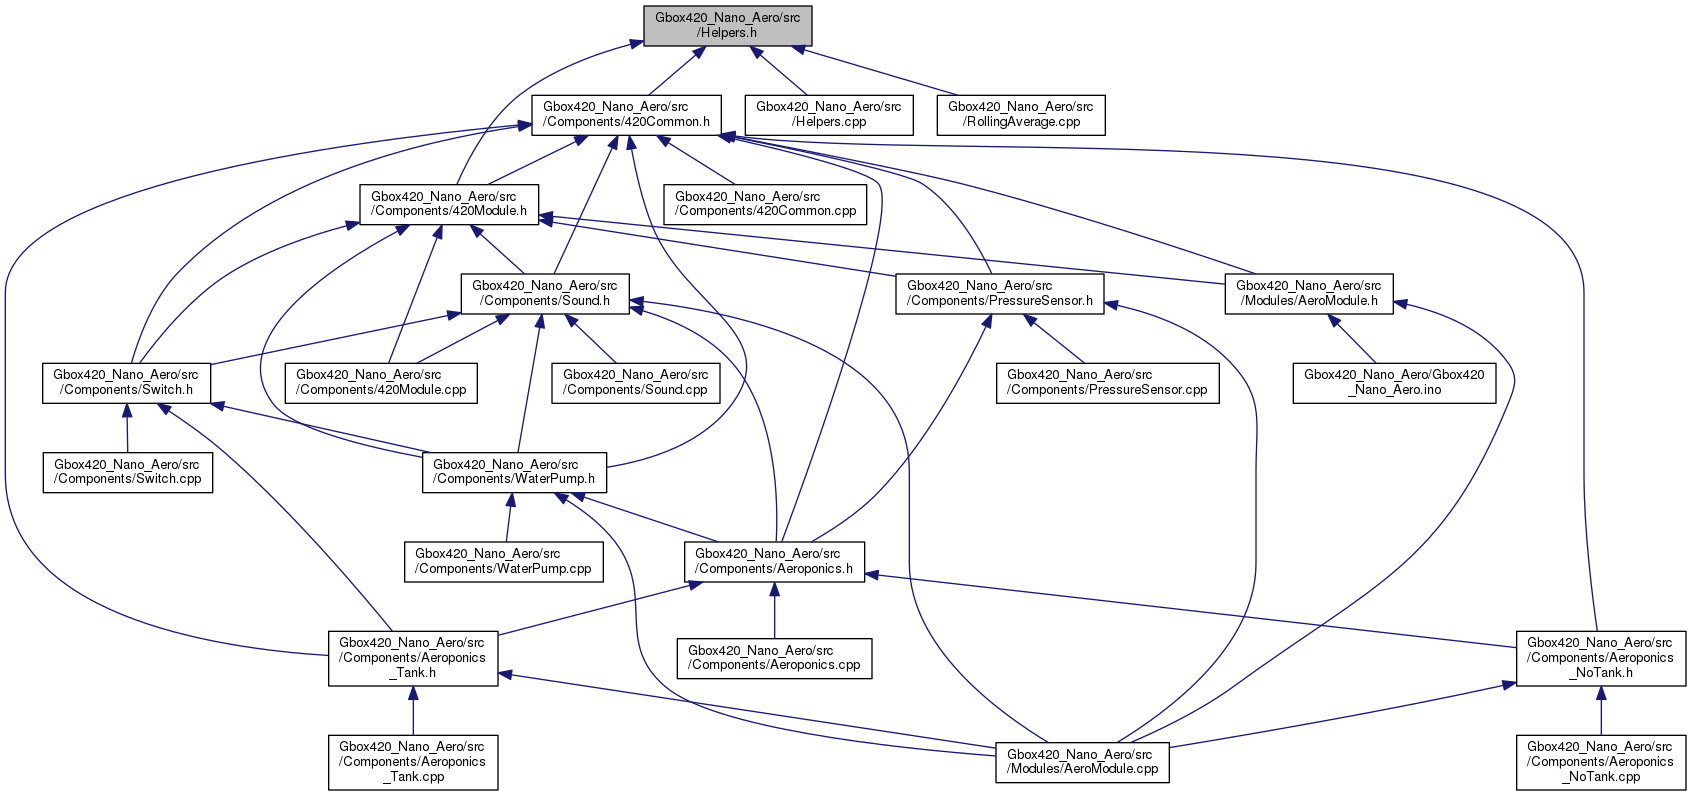 Gbox420_Nano_Aero/src
/Helpers.h
Gbox420_Nano_Aero/src
/Components/420Common.h
Gbox420_Nano_Aero/src
/Helpers.cpp
Gbox420_Nano_Aero/src
/RollingAverage.cpp
Gbox420_Nano_Aero/src
/Components/420Module.h
Gbox420_Nano_Aero/src
/Components/420Common.cpp
Gbox420_Nano_Aero/src
/Components/Sound.h
Gbox420_Nano_Aero/src
/Components/PressureSensor.h
Gbox420_Nano_Aero/src
/Modules/AeroModule.h
Gbox420_Nano_Aero/src
/Components/Switch.h
Gbox420_Nano_Aero/src
/Components/420Module.cpp
Gbox420_Nano_Aero/src
/Components/Sound.cpp
Gbox420_Nano_Aero/src
/Components/PressureSensor.cpp
Gbox420_Nano_Aero/Gbox420
_Nano_Aero.ino
Gbox420_Nano_Aero/src
/Components/Switch.cpp
Gbox420_Nano_Aero/src
/Components/WaterPump.h
Gbox420_Nano_Aero/src
/Components/WaterPump.cpp
Gbox420_Nano_Aero/src
/Components/Aeroponics.h
Gbox420_Nano_Aero/src
/Components/Aeroponics
_Tank.h
Gbox420_Nano_Aero/src
/Components/Aeroponics.cpp
Gbox420_Nano_Aero/src
/Components/Aeroponics
_NoTank.h
Gbox420_Nano_Aero/src
/Components/Aeroponics
_Tank.cpp
Gbox420_Nano_Aero/src
/Modules/AeroModule.cpp
Gbox420_Nano_Aero/src
/Components/Aeroponics
_NoTank.cpp